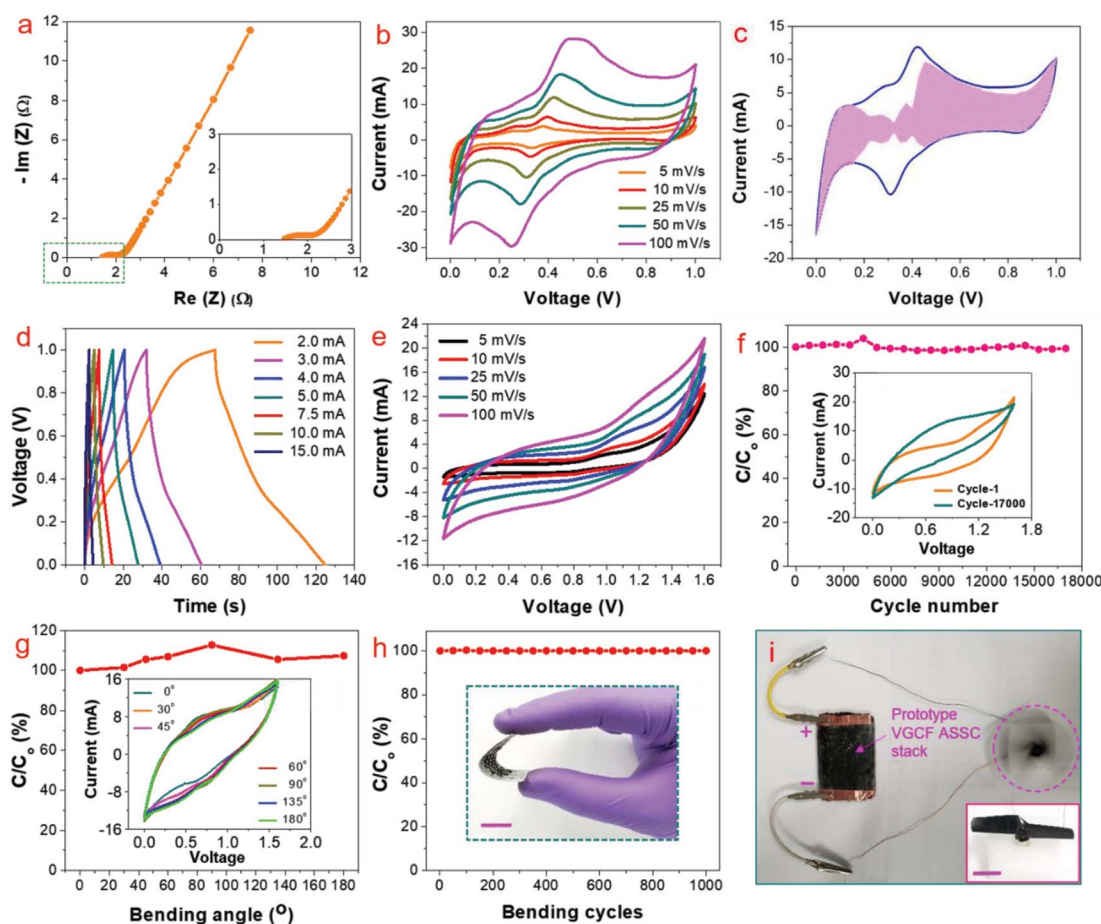 a
12
10
8
6
4
2
0
- Im (Z) (Ω)
3
2
1
0
0 1 2 3
0 2 4 6 8 10 12
Re (Z) (Ω)
b
30
20
10
0
-10
-20
-30
Current (mA)
5 mV/s
10 mV/s
25 mV/s
50 mV/s
100 mV/s
0.0 0.2 0.4 0.6 0.8 1.0
Voltage (V)
c
15
10
5
0
-5
-10
-15
Current (mA)
0.0 0.2 0.4 0.6 0.8 1.0
Voltage (V)
d
1.0
0.8
0.6
0.4
0.2
0.0
Voltage (V)
2.0 mA
3.0 mA
4.0 mA
5.0 mA
7.5 mA
10.0 mA
15.0 mA
0 20 40 60 80 100 120 140
Time (s)
e
24
20
16
12
8
4
0
-4
-8
-12
-16
Current (mA)
5 mV/s
10 mV/s
25 mV/s
50 mV/s
100 mV/s
0.0 0.2 0.4 0.6 0.8 1.0 1.2 1.4 1.6
Voltage (V)
f
100
80
60
40
20
0
C/Co (%)
20
10
0
-10
-20
Current (mA)
Cycle-1
Cycle-17000
0.0 0.6 1.2 1.8
Voltage
0 3000 6000 9000 12000 15000 18000
Cycle number
g
120
100
80
60
40
20
0
C/Co (%)
16
8
0
-8
-16
Current (mA)
0°
30°
45°
60°
90°
135°
180°
0.0 0.5 1.0 1.5 2.0
Voltage
0 20 40 60 80 100 120 140 160 180
Bending angle (°)
h
100
80
60
40
20
0
C/Co (%)
0 200 400 600 800 1000
Bending cycles
i
Prototype
VGCF ASSC
stack
+
−